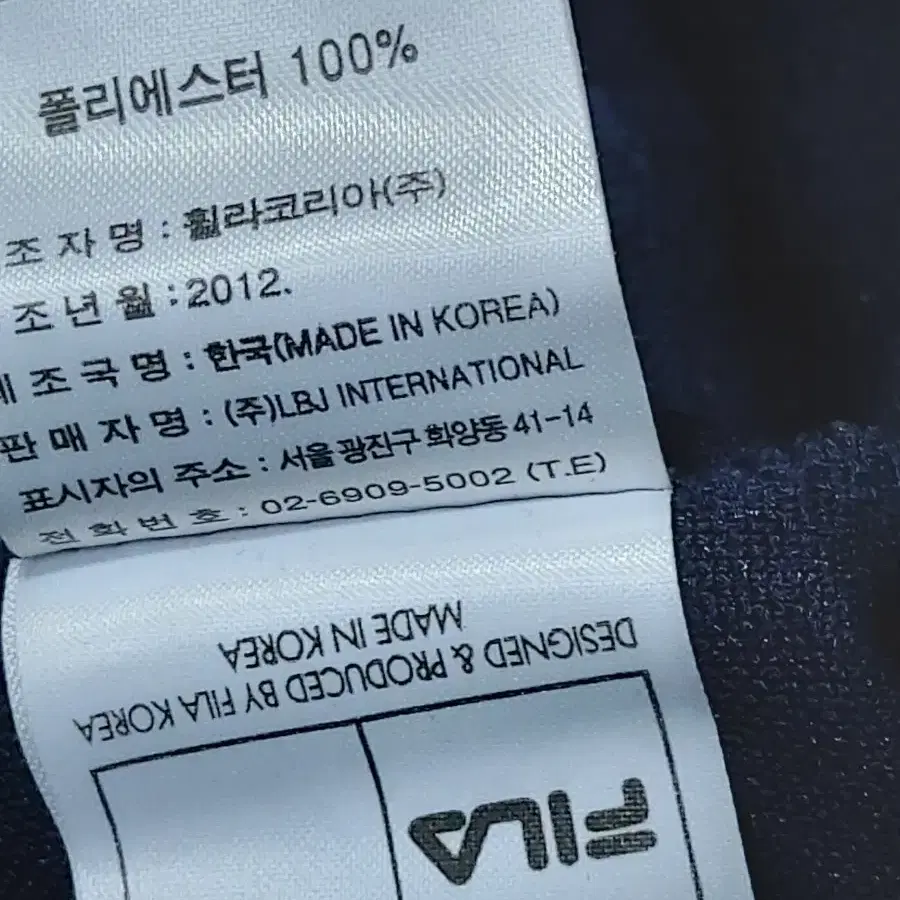 폴리에스터 100%
조 자 명 : 휠라코리아(주)
조 년 월 : 2012.
제 조 국 명 : 한국(MADE IN KOREA)
판 매 자 명 : (주)LBJ INTERNATIONAL
표시자의 주소 : 서울 광진구 화양동 41-14
전 화 번 호 : 02-6909-5002 (T.E)
FILA
DESIGNED & PRODUCED BY FILA KOREA
MADE IN KOREA